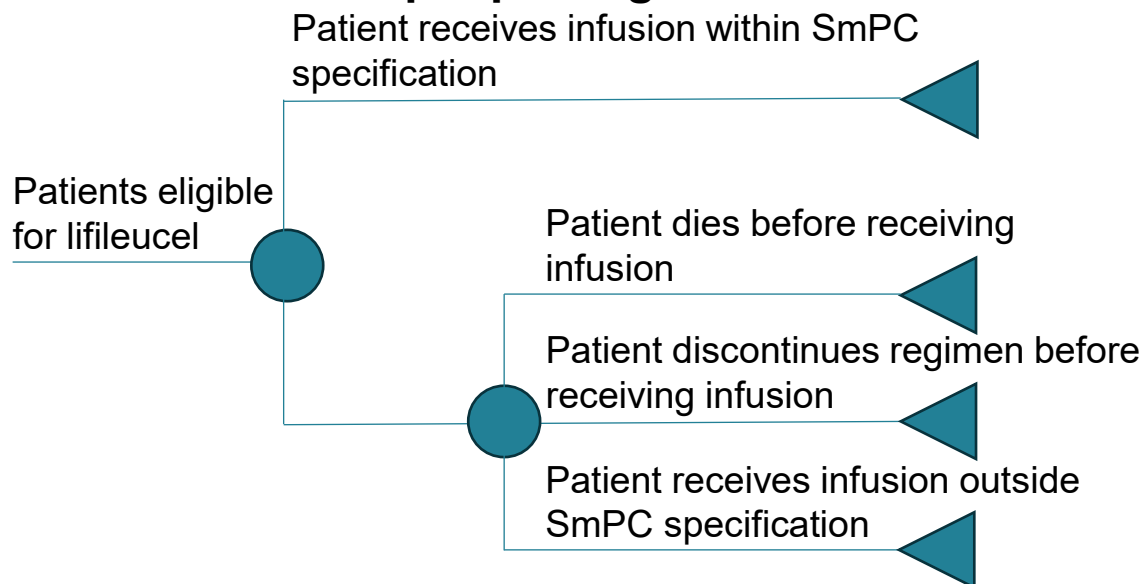 Patient receives infusion within SmPC
specification
Patients eligible
for lifileucel
Patient dies before receiving
infusion
Patient discontinues regimen before
receiving infusion
Patient receives infusion outside
SmPC specification